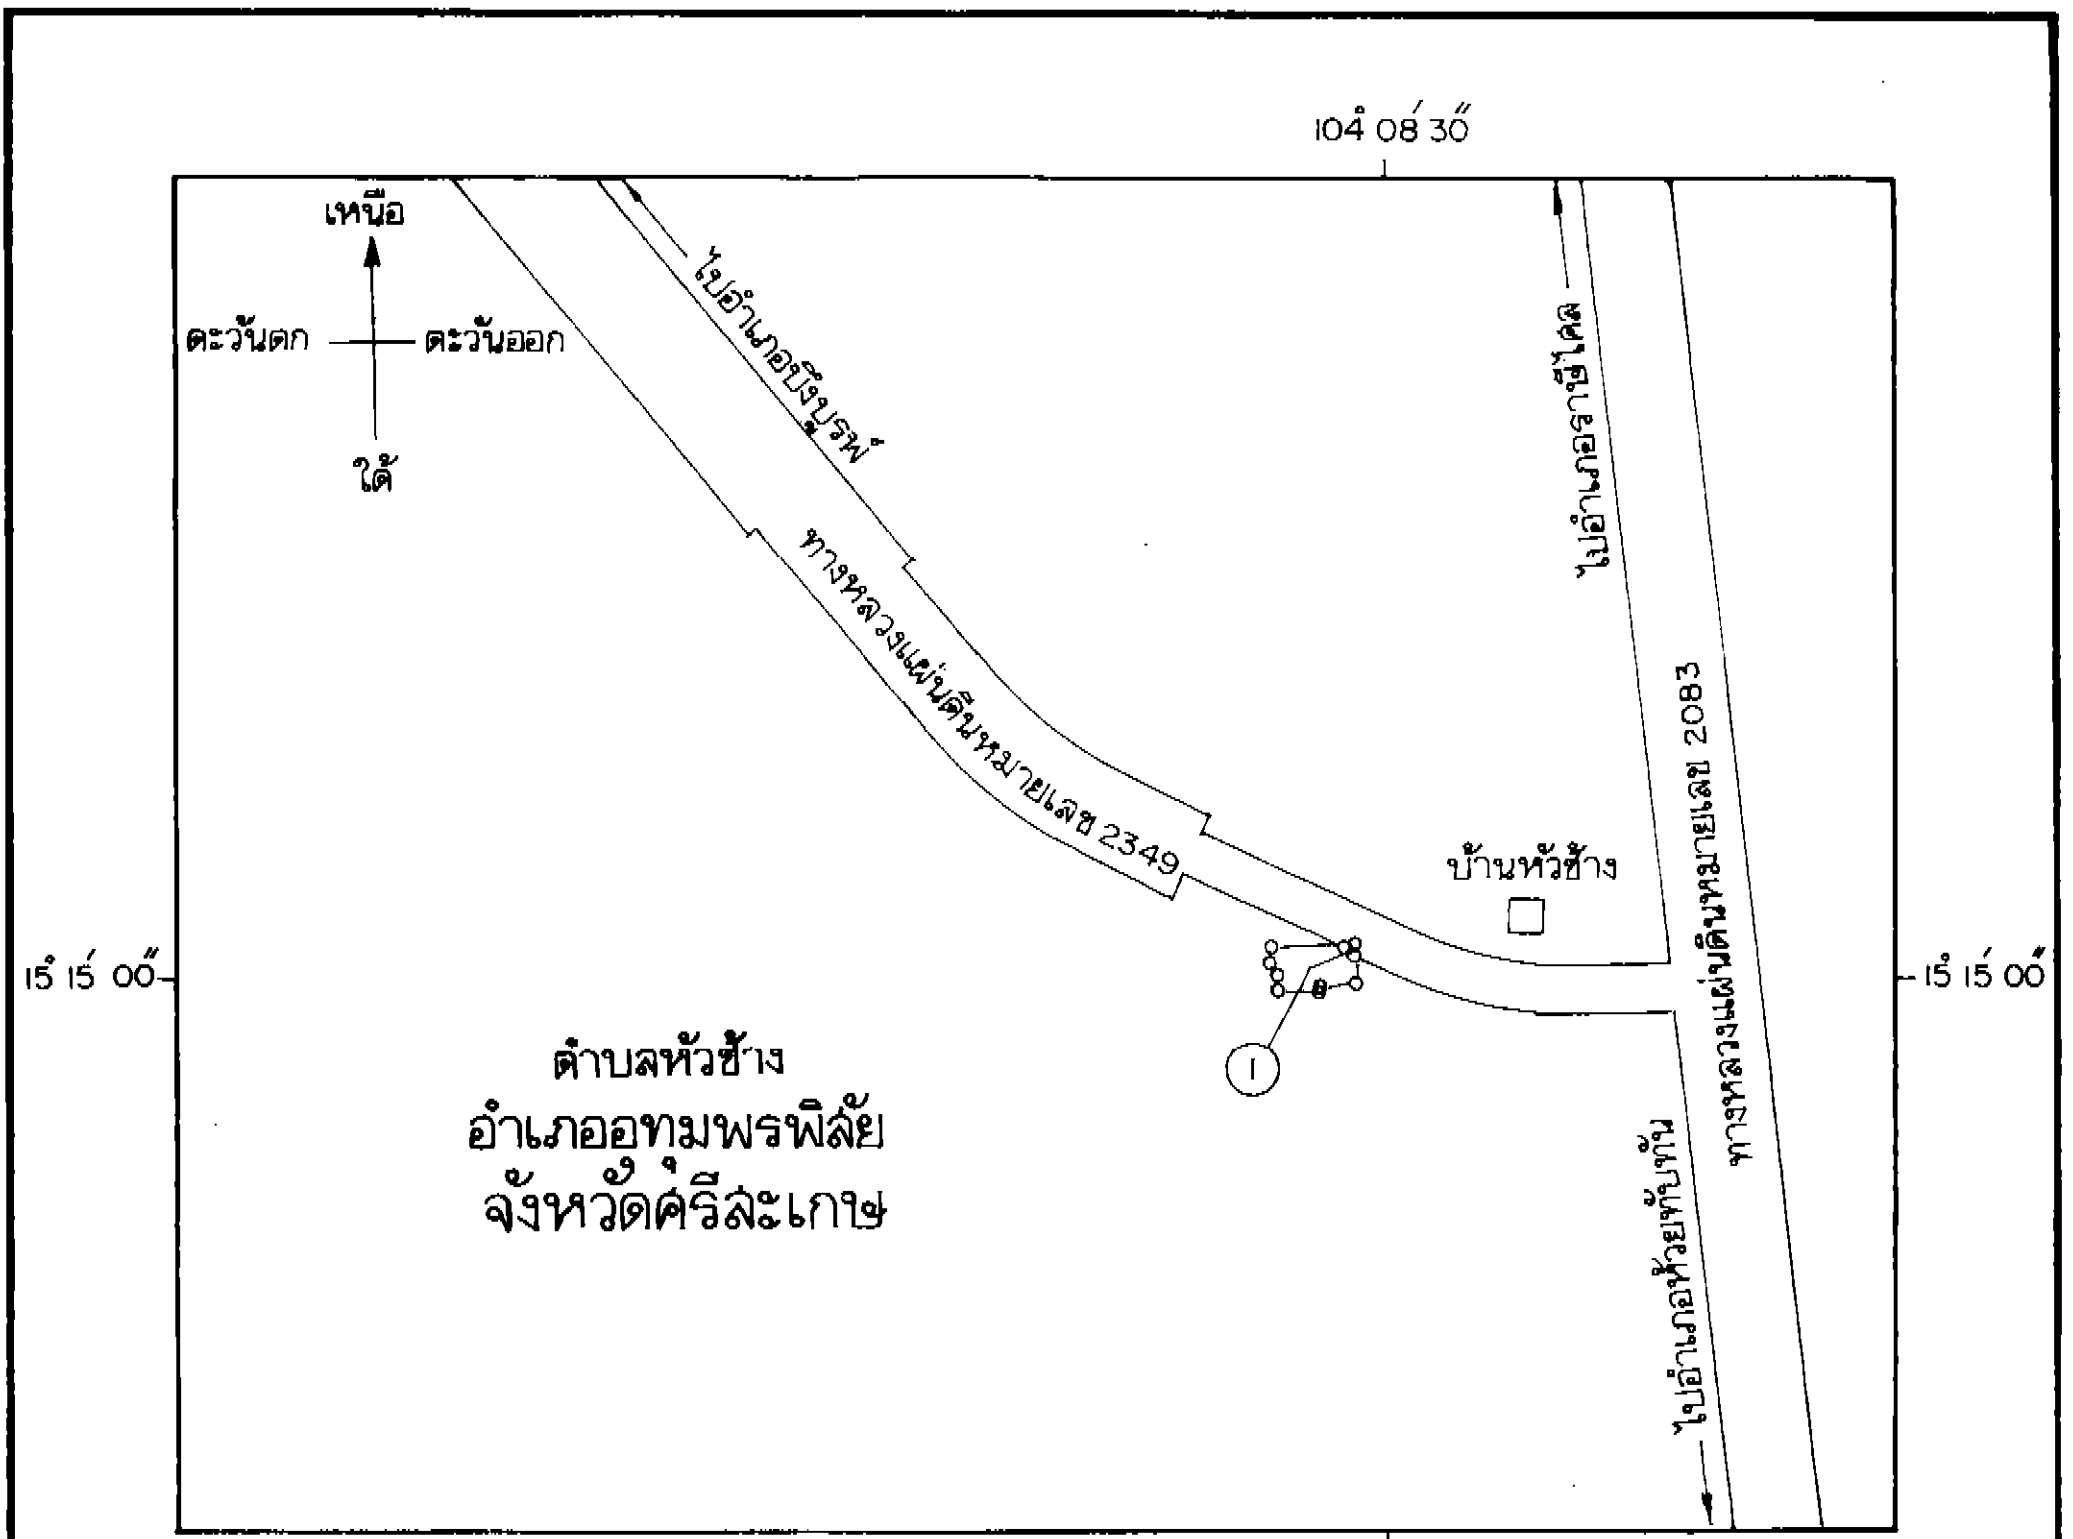 104° 08′ 30″
เหนือ
ตะวันตก
ตะวันออก
ใต้
ไปอำเภอบึงบูรพ์
ไปอำเภอราษีไศล
ทางหลวงแผ่นดินหมายเลข 2349
ทางหลวงแผ่นดินหมายเลข 2083
บ้านหัวช้าง
15° 15′ 00″
15° 15′ 00″
1
ตำบลหัวช้าง
อำเภออุทุมพรพิสัย
จังหวัดศรีสะเกษ
ไปอำเภอห้วยทับทัน